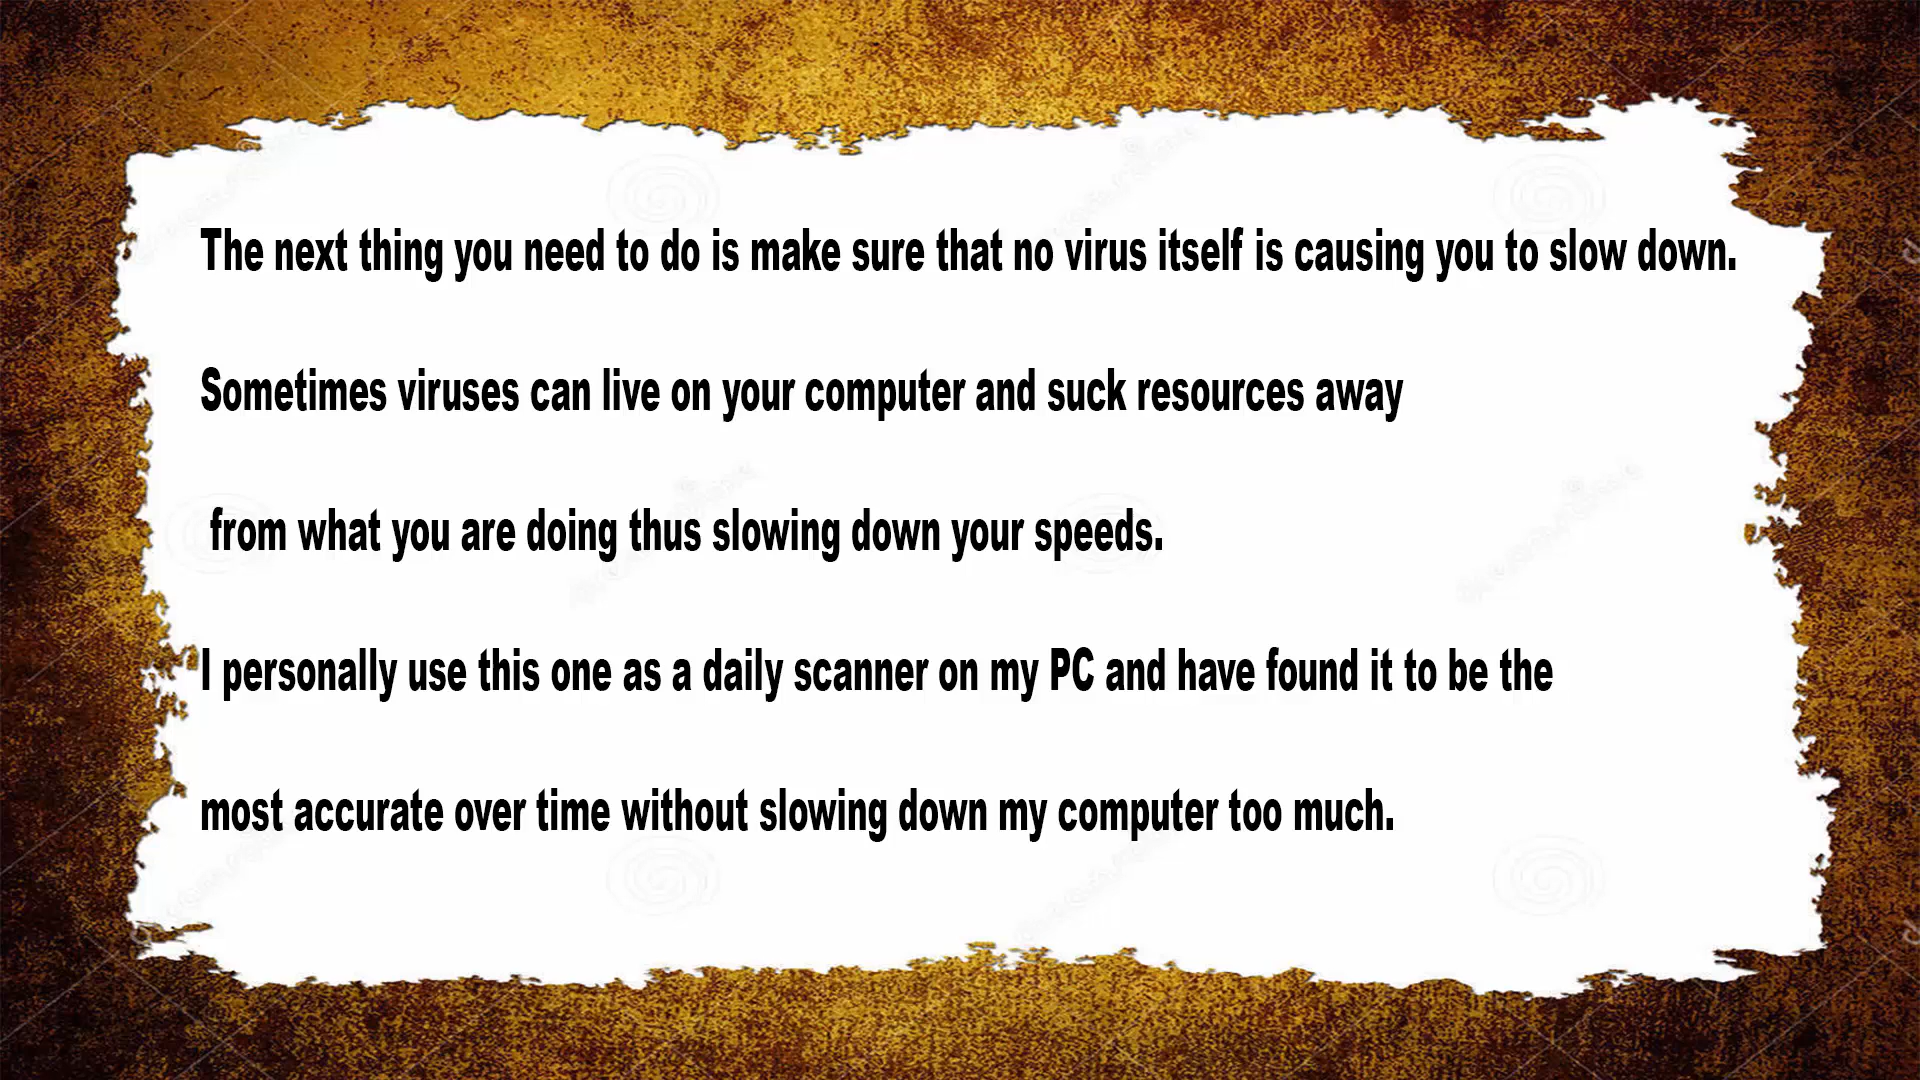 The next thing you need to do is make sure that no virus itself is causing you to slow down.
Sometimes viruses can live on your computer and suck resources away
from what you are doing thus slowing down your speeds.
I personally use this one as a daily scanner on my PC and have found it to be the
most accurate over time without slowing down my computer too much.